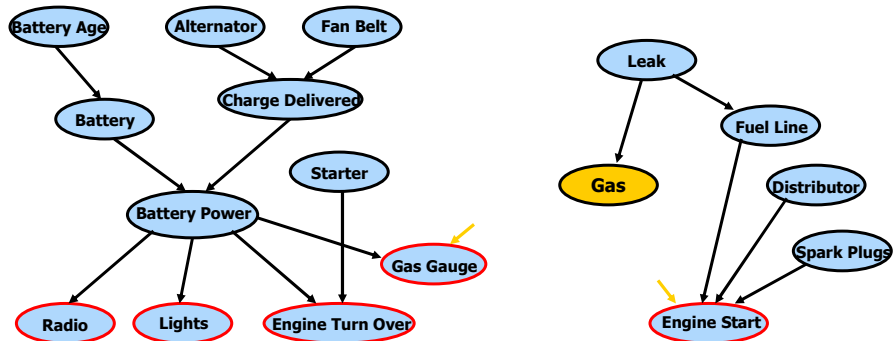 Battery Age
Alternator
Fan Belt
Leak
Charge Delivered
Battery
Fuel Line
Starter
Gas
Distributor
Battery Power
Gas Gauge
Spark Plugs
Radio
Lights
Engine Turn Over
Engine Start